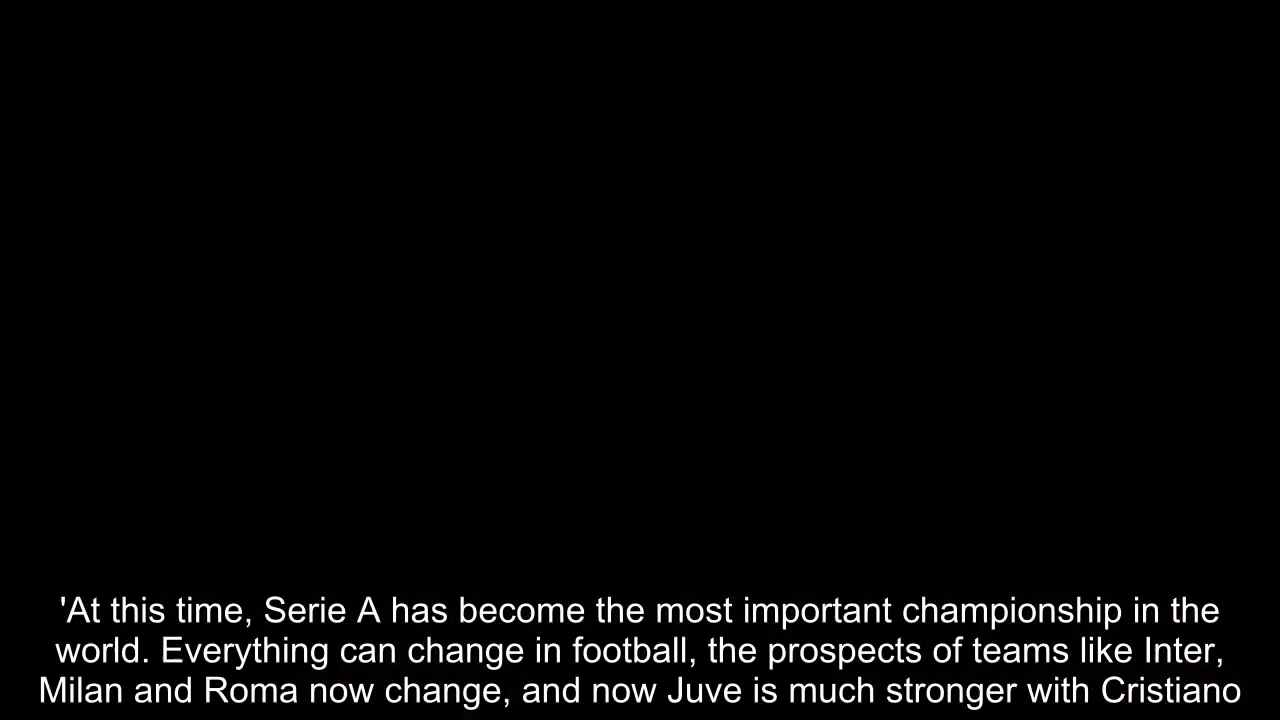 'At this time, Serie A has become the most important championship in the
world. Everything can change in football, the prospects of teams like Inter,
Milan and Roma now change, and now Juve is much stronger with Cristiano